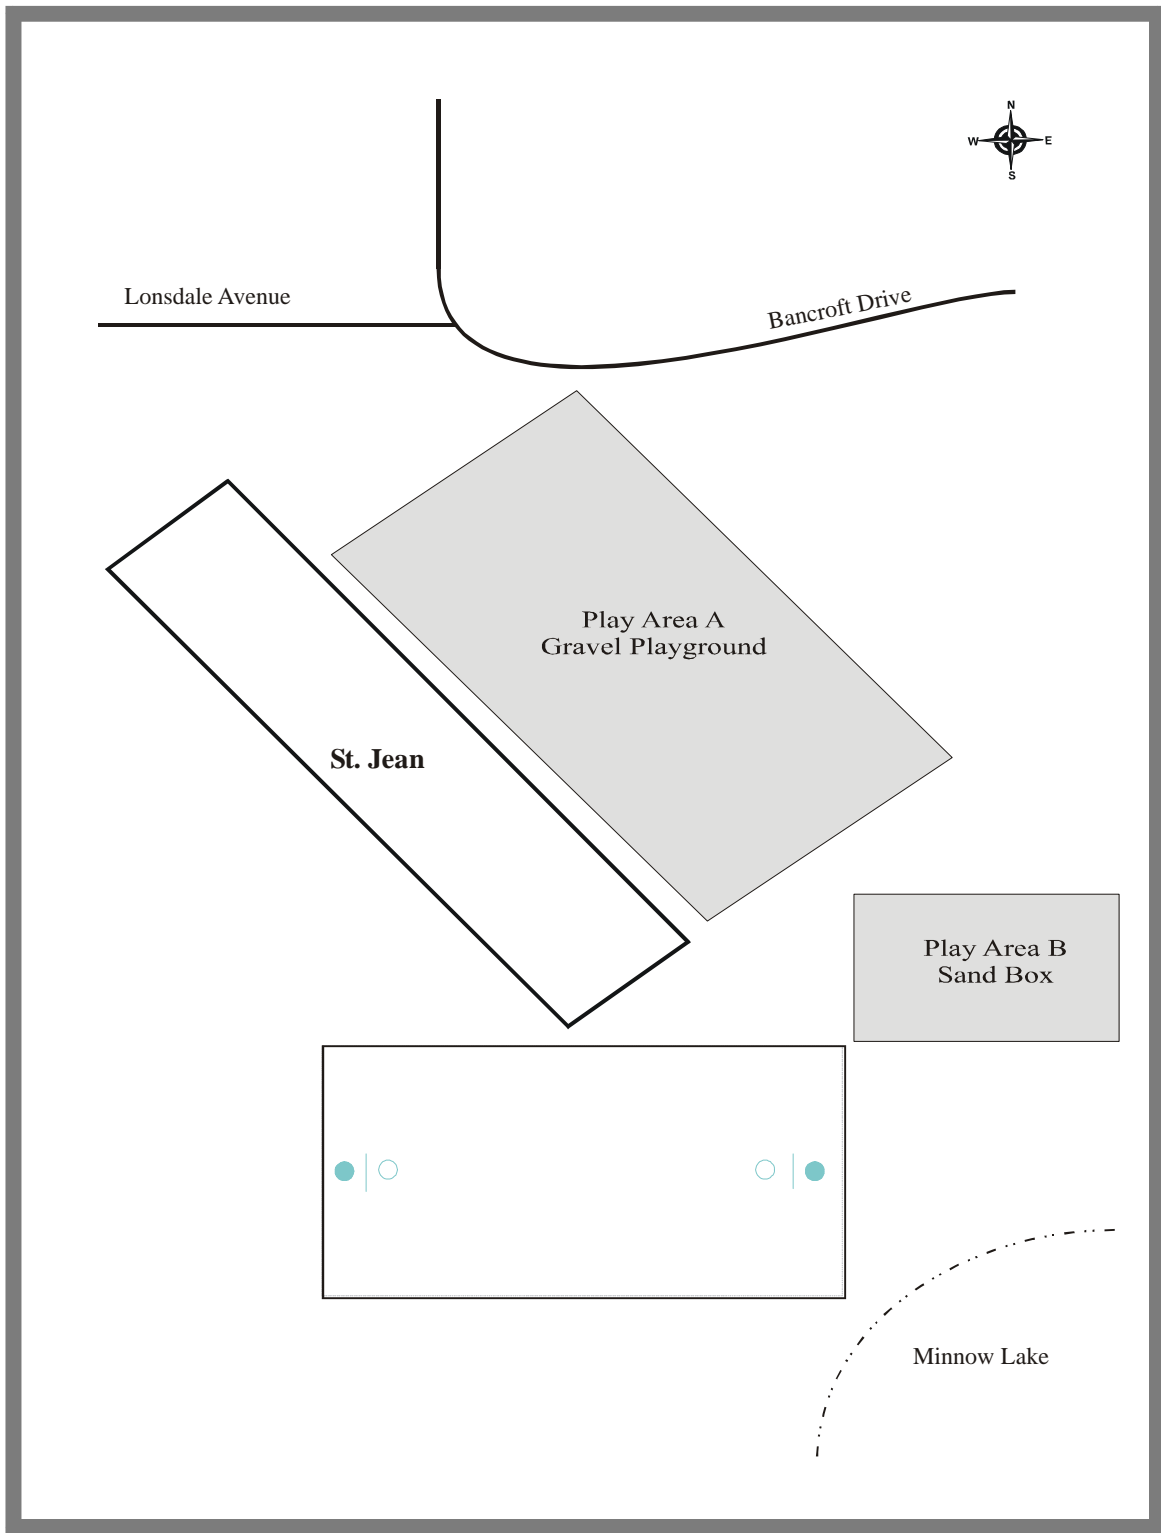 N
W E
S
Lonsdale Avenue
Bancroft Drive
Play Area A
Gravel Playground
St. Jean
Play Area B
Sand Box
Minnow Lake